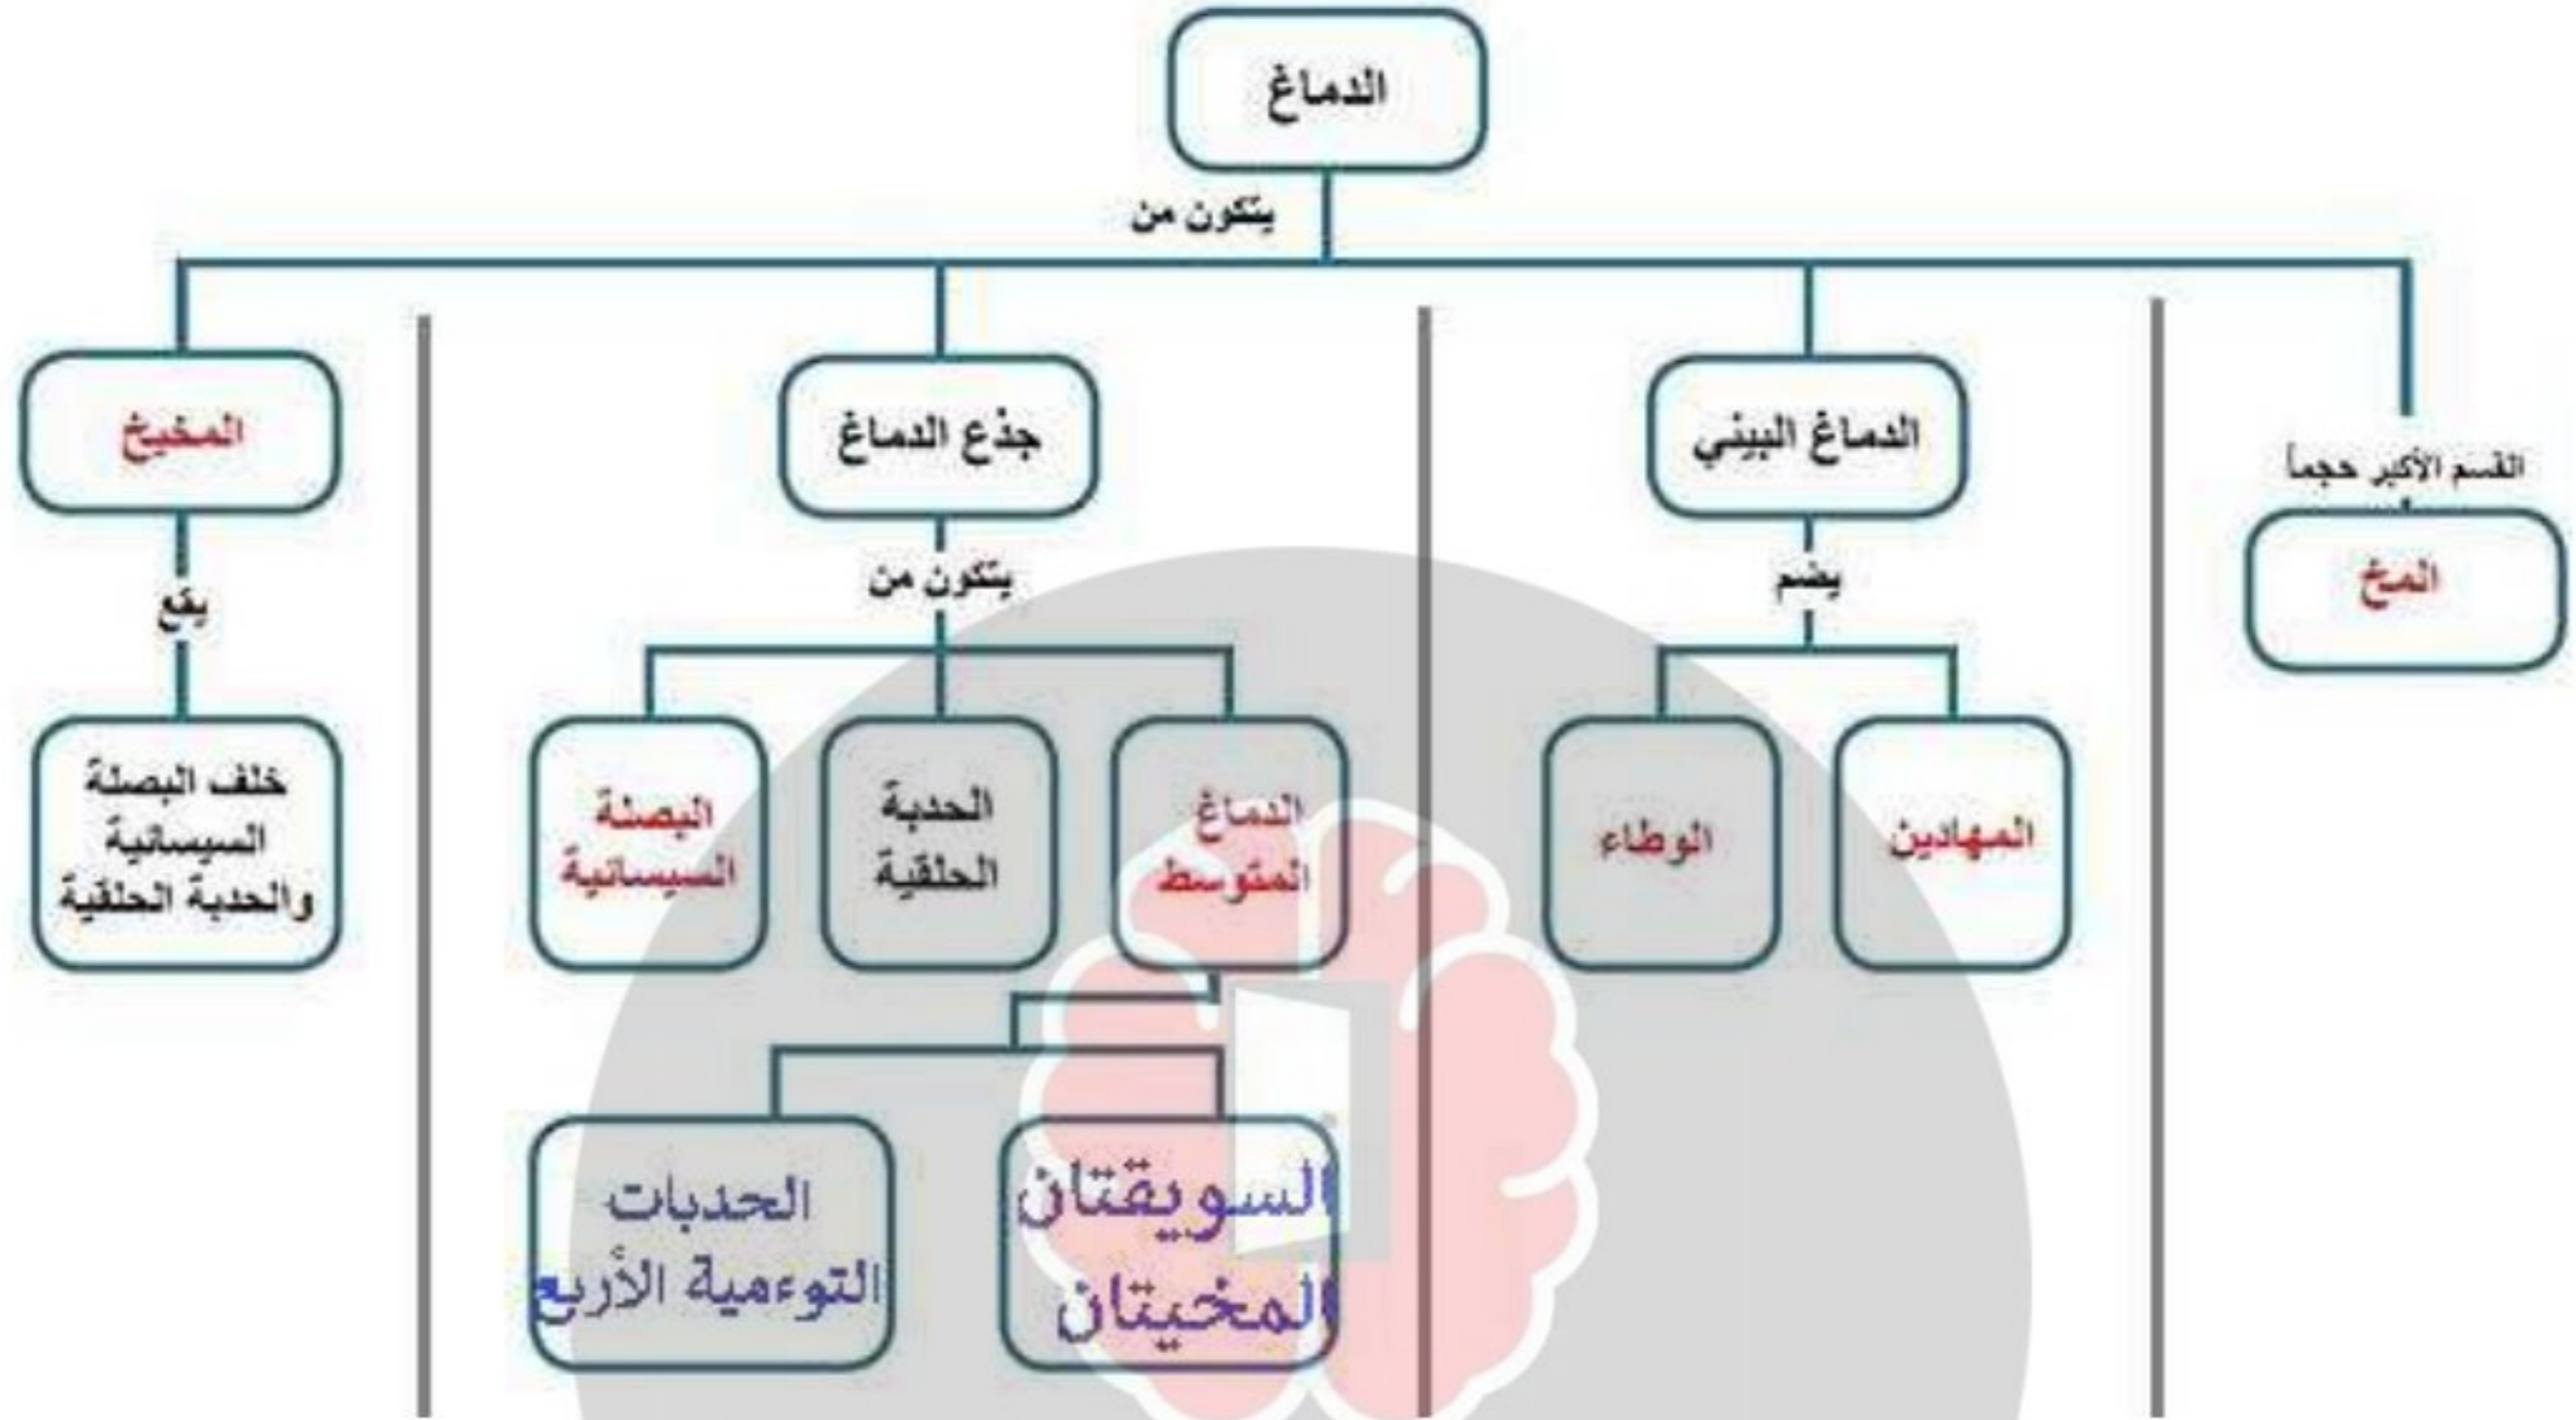 الدماغ
يتكون من
القسم الأكبر حجماً
المخ
الدماغ البيني
يضم
المهادين
الوطاء
جذع الدماغ
يتكون من
الدماغ
المتوسط
الحدبة
الحلقية
البصلة
السيسائية
السويقتان
المخيتان
الحدبات
التوءمية الأربع
المخيخ
يقع
خلف البصلة
السيسائية
والحدبة الحلقية